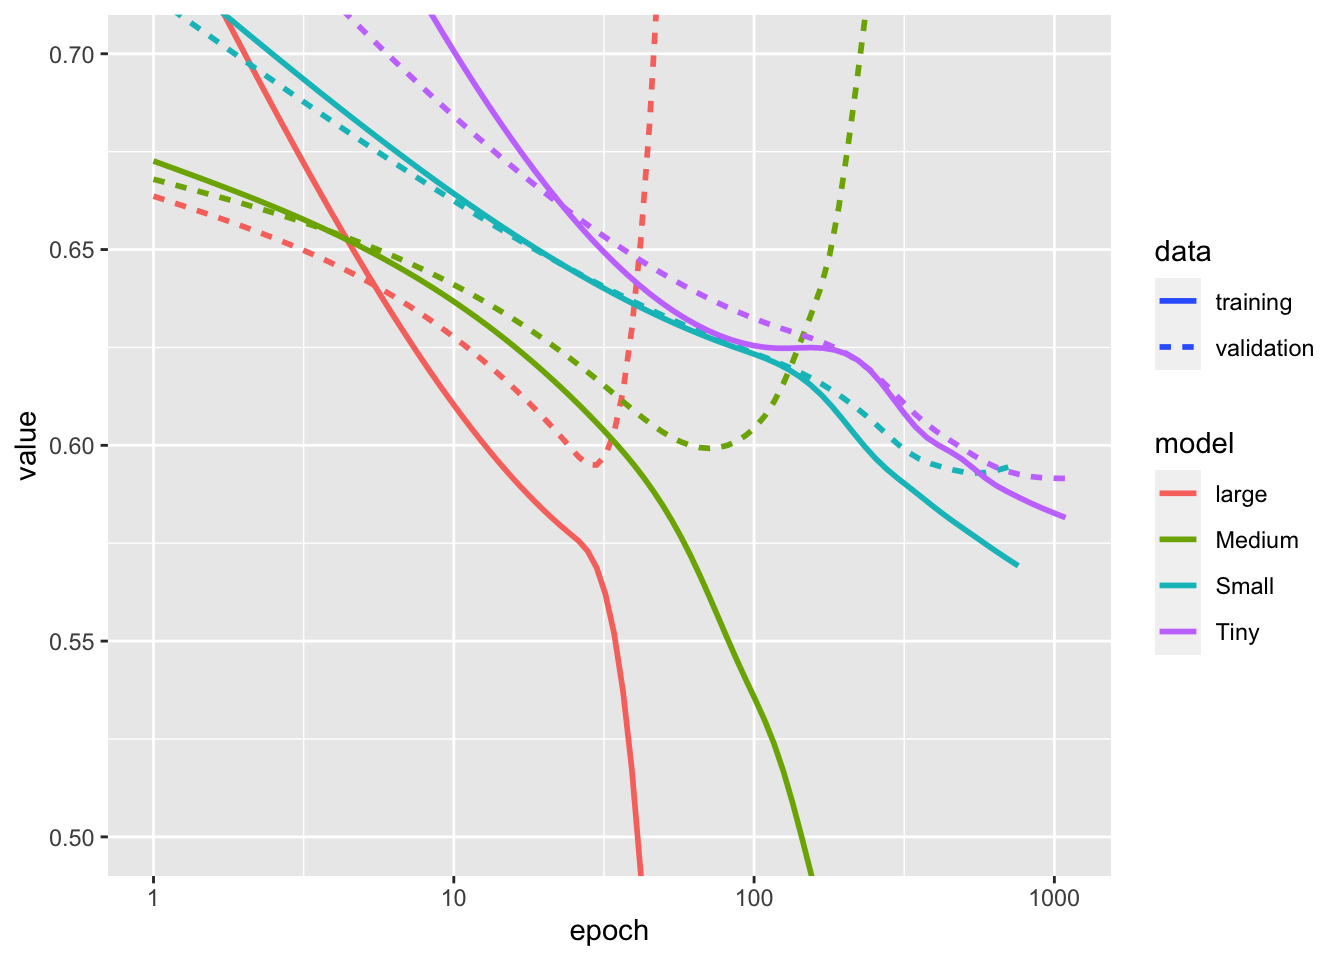 0.70
0.65
0.60
0.55
0.50
value
1
10
100
1000
epoch
data
training
validation
model
large
Medium
Small
Tiny